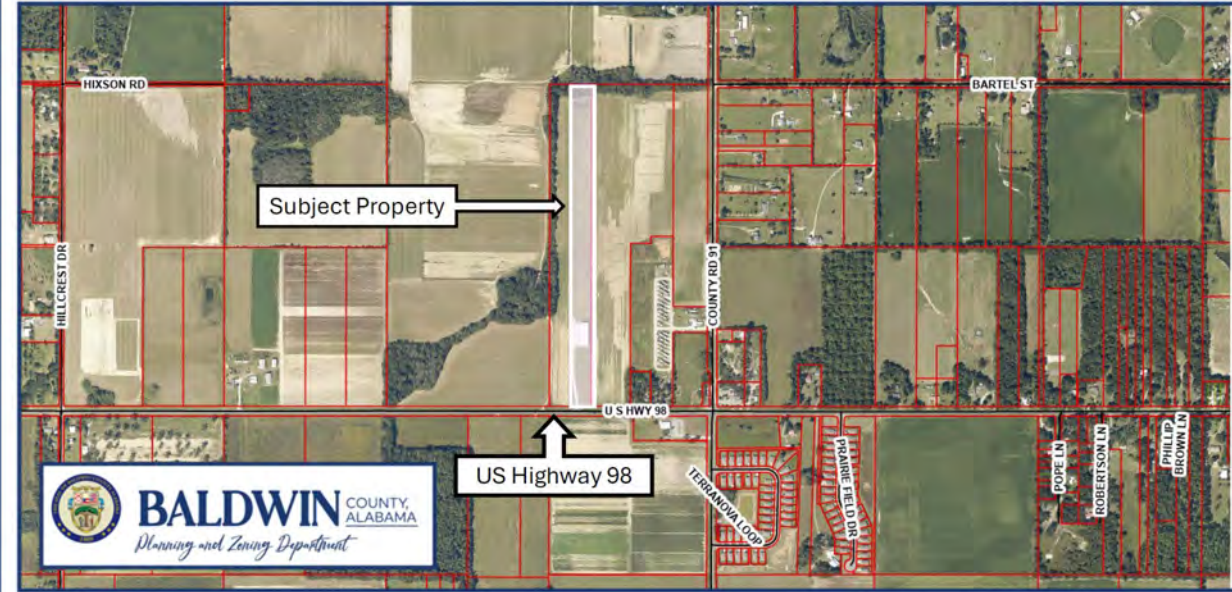 HIXSON RD
BARTEL ST
Subject Property
HILLCREST DR
COUNTY RD 91
U S HWY 98
US Highway 98
TERRANOVA LOOP
PRAIRIE FIELD DR
POPE LN
ROBERTSON LN
PHILLIP
BROWN LN
BALDWIN
COUNTY,
ALABAMA
Planning and Zoning Department